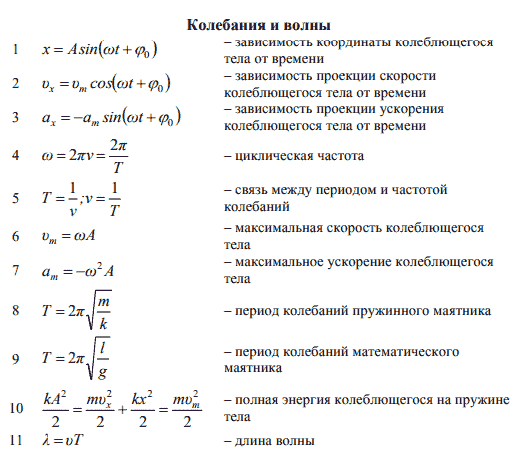 Колебания и волны
1 x = A sin(ωt + φ₀) – зависимость координаты колеблющегося
тела от времени
2 υₓ = υₘ cos(ωt + φ₀) – зависимость проекции скорости
колеблющегося тела от времени
3 aₓ = –aₘ sin(ωt + φ₀) – зависимость проекции ускорения
колеблющегося тела от времени
4 ω = 2πν = 2π/T – циклическая частота
5 T = 1/ν ; ν = 1/T – связь между периодом и частотой
колебаний
6 υₘ = ωA – максимальная скорость колеблющегося
тела
7 aₘ = –ω²A – максимальное ускорение колеблющегося
тела
8 T = 2π√(m/k) – период колебаний пружинного маятника
9 T = 2π√(l/g) – период колебаний математического
маятника
10 kA²/2 = mυₓ²/2 + kx²/2 = mυₘ²/2 – полная энергия колеблющегося на пружине
тела
11 λ = υT – длина волны